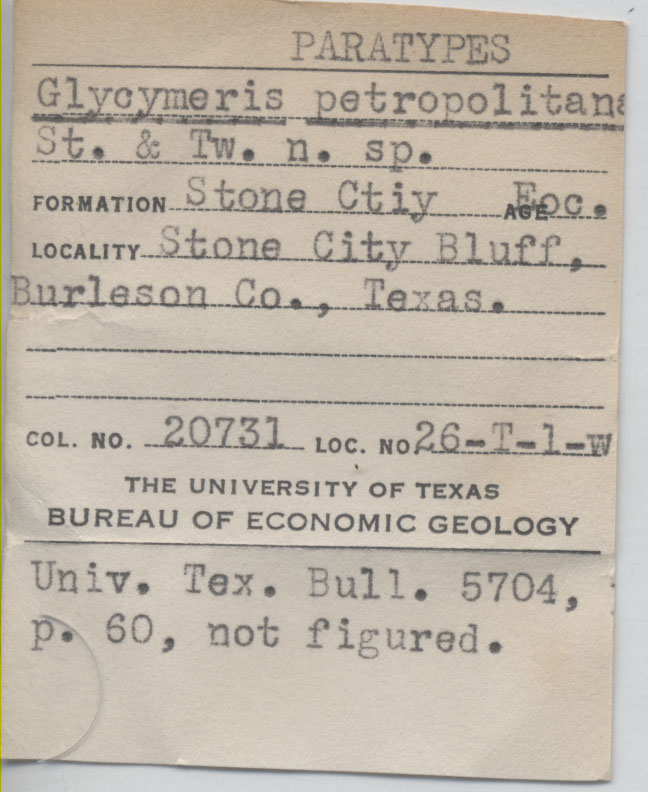 PARATYPES
Glycymeris petropolitana
St. & Tw. n. sp.
FORMATION Stone Ctiy AGE Eoc.
LOCALITY Stone City Bluff,
Burleson Co., Texas.
COL. NO. 20731 LOC. NO 26-T-1-w
THE UNIVERSITY OF TEXAS
BUREAU OF ECONOMIC GEOLOGY
Univ. Tex. Bull. 5704,
p. 60, not figured.